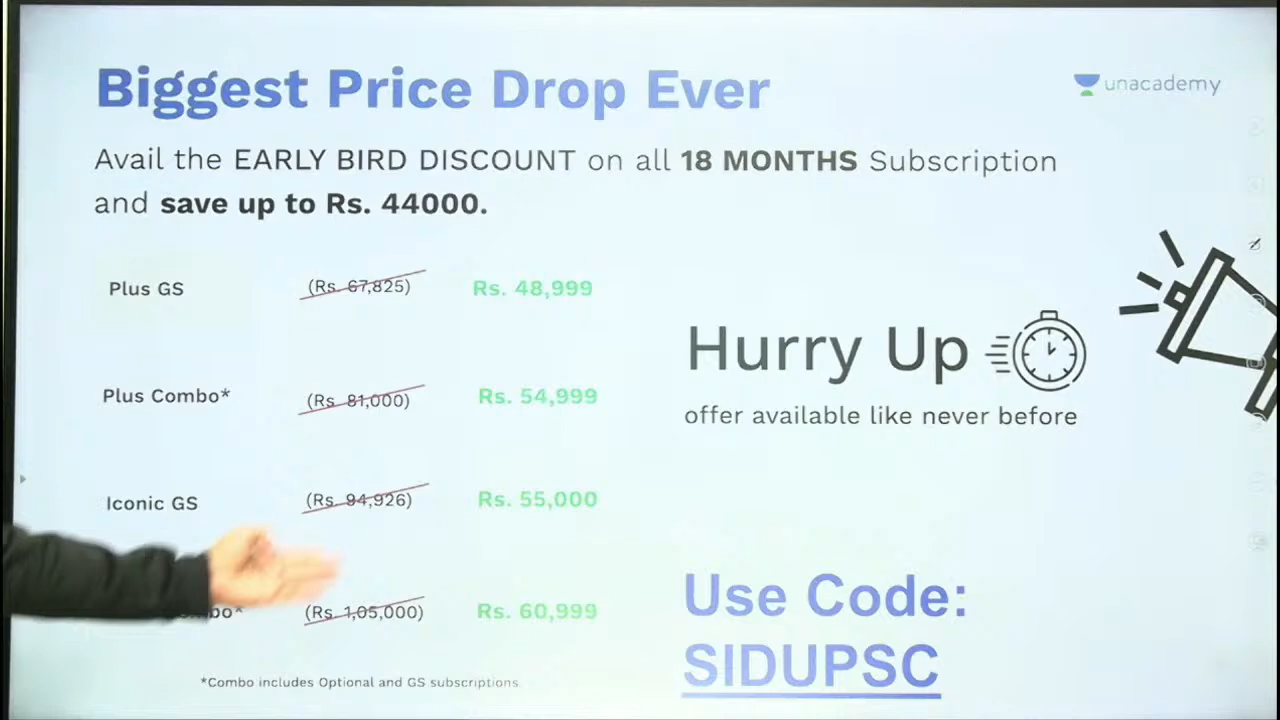 Biggest Price Drop Ever
unacademy
Avail the EARLY BIRD DISCOUNT on all 18 MONTHS Subscription
and save up to Rs. 44000.
Plus GS (Rs. 67,825) Rs. 48,999
Plus Combo* (Rs. 81,000) Rs. 54,999
Iconic GS (Rs. 94,926) Rs. 55,000
(Rs. 1,05,000) Rs. 60,999
*Combo includes Optional and GS subscriptions.
Hurry Up
offer available like never before
Use Code:
SIDUPSC